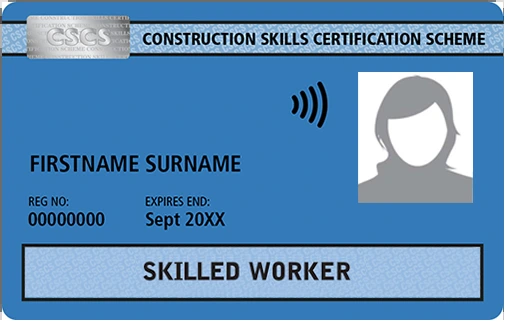 CSCS
CONSTRUCTION SKILLS CERTIFICATION SCHEME
FIRSTNAME SURNAME
REG NO: EXPIRES END:
00000000 Sept 20XX
SKILLED WORKER